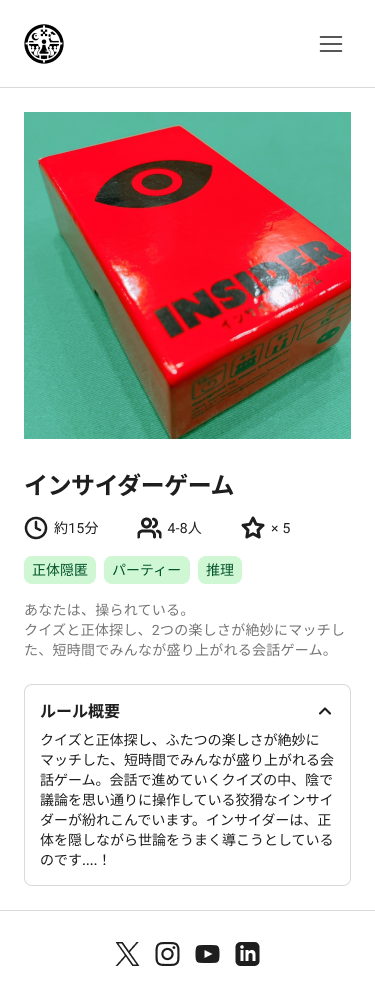 INSIDER
インサイダーゲーム
約15分
4-8人
× 5
正体隠匿
パーティー
推理
あなたは、操られている。
クイズと正体探し、2つの楽しさが絶妙にマッチし
た、短時間でみんなが盛り上がれる会話ゲーム。
ルール概要
クイズと正体探し、ふたつの楽しさが絶妙に
マッチした、短時間でみんなが盛り上がれる会
話ゲーム。会話で進めていくクイズの中、陰で
議論を思い通りに操作している狡猾なインサイ
ダーが紛れこんでいます。インサイダーは、正
体を隠しながら世論をうまく導こうとしている
のです....！